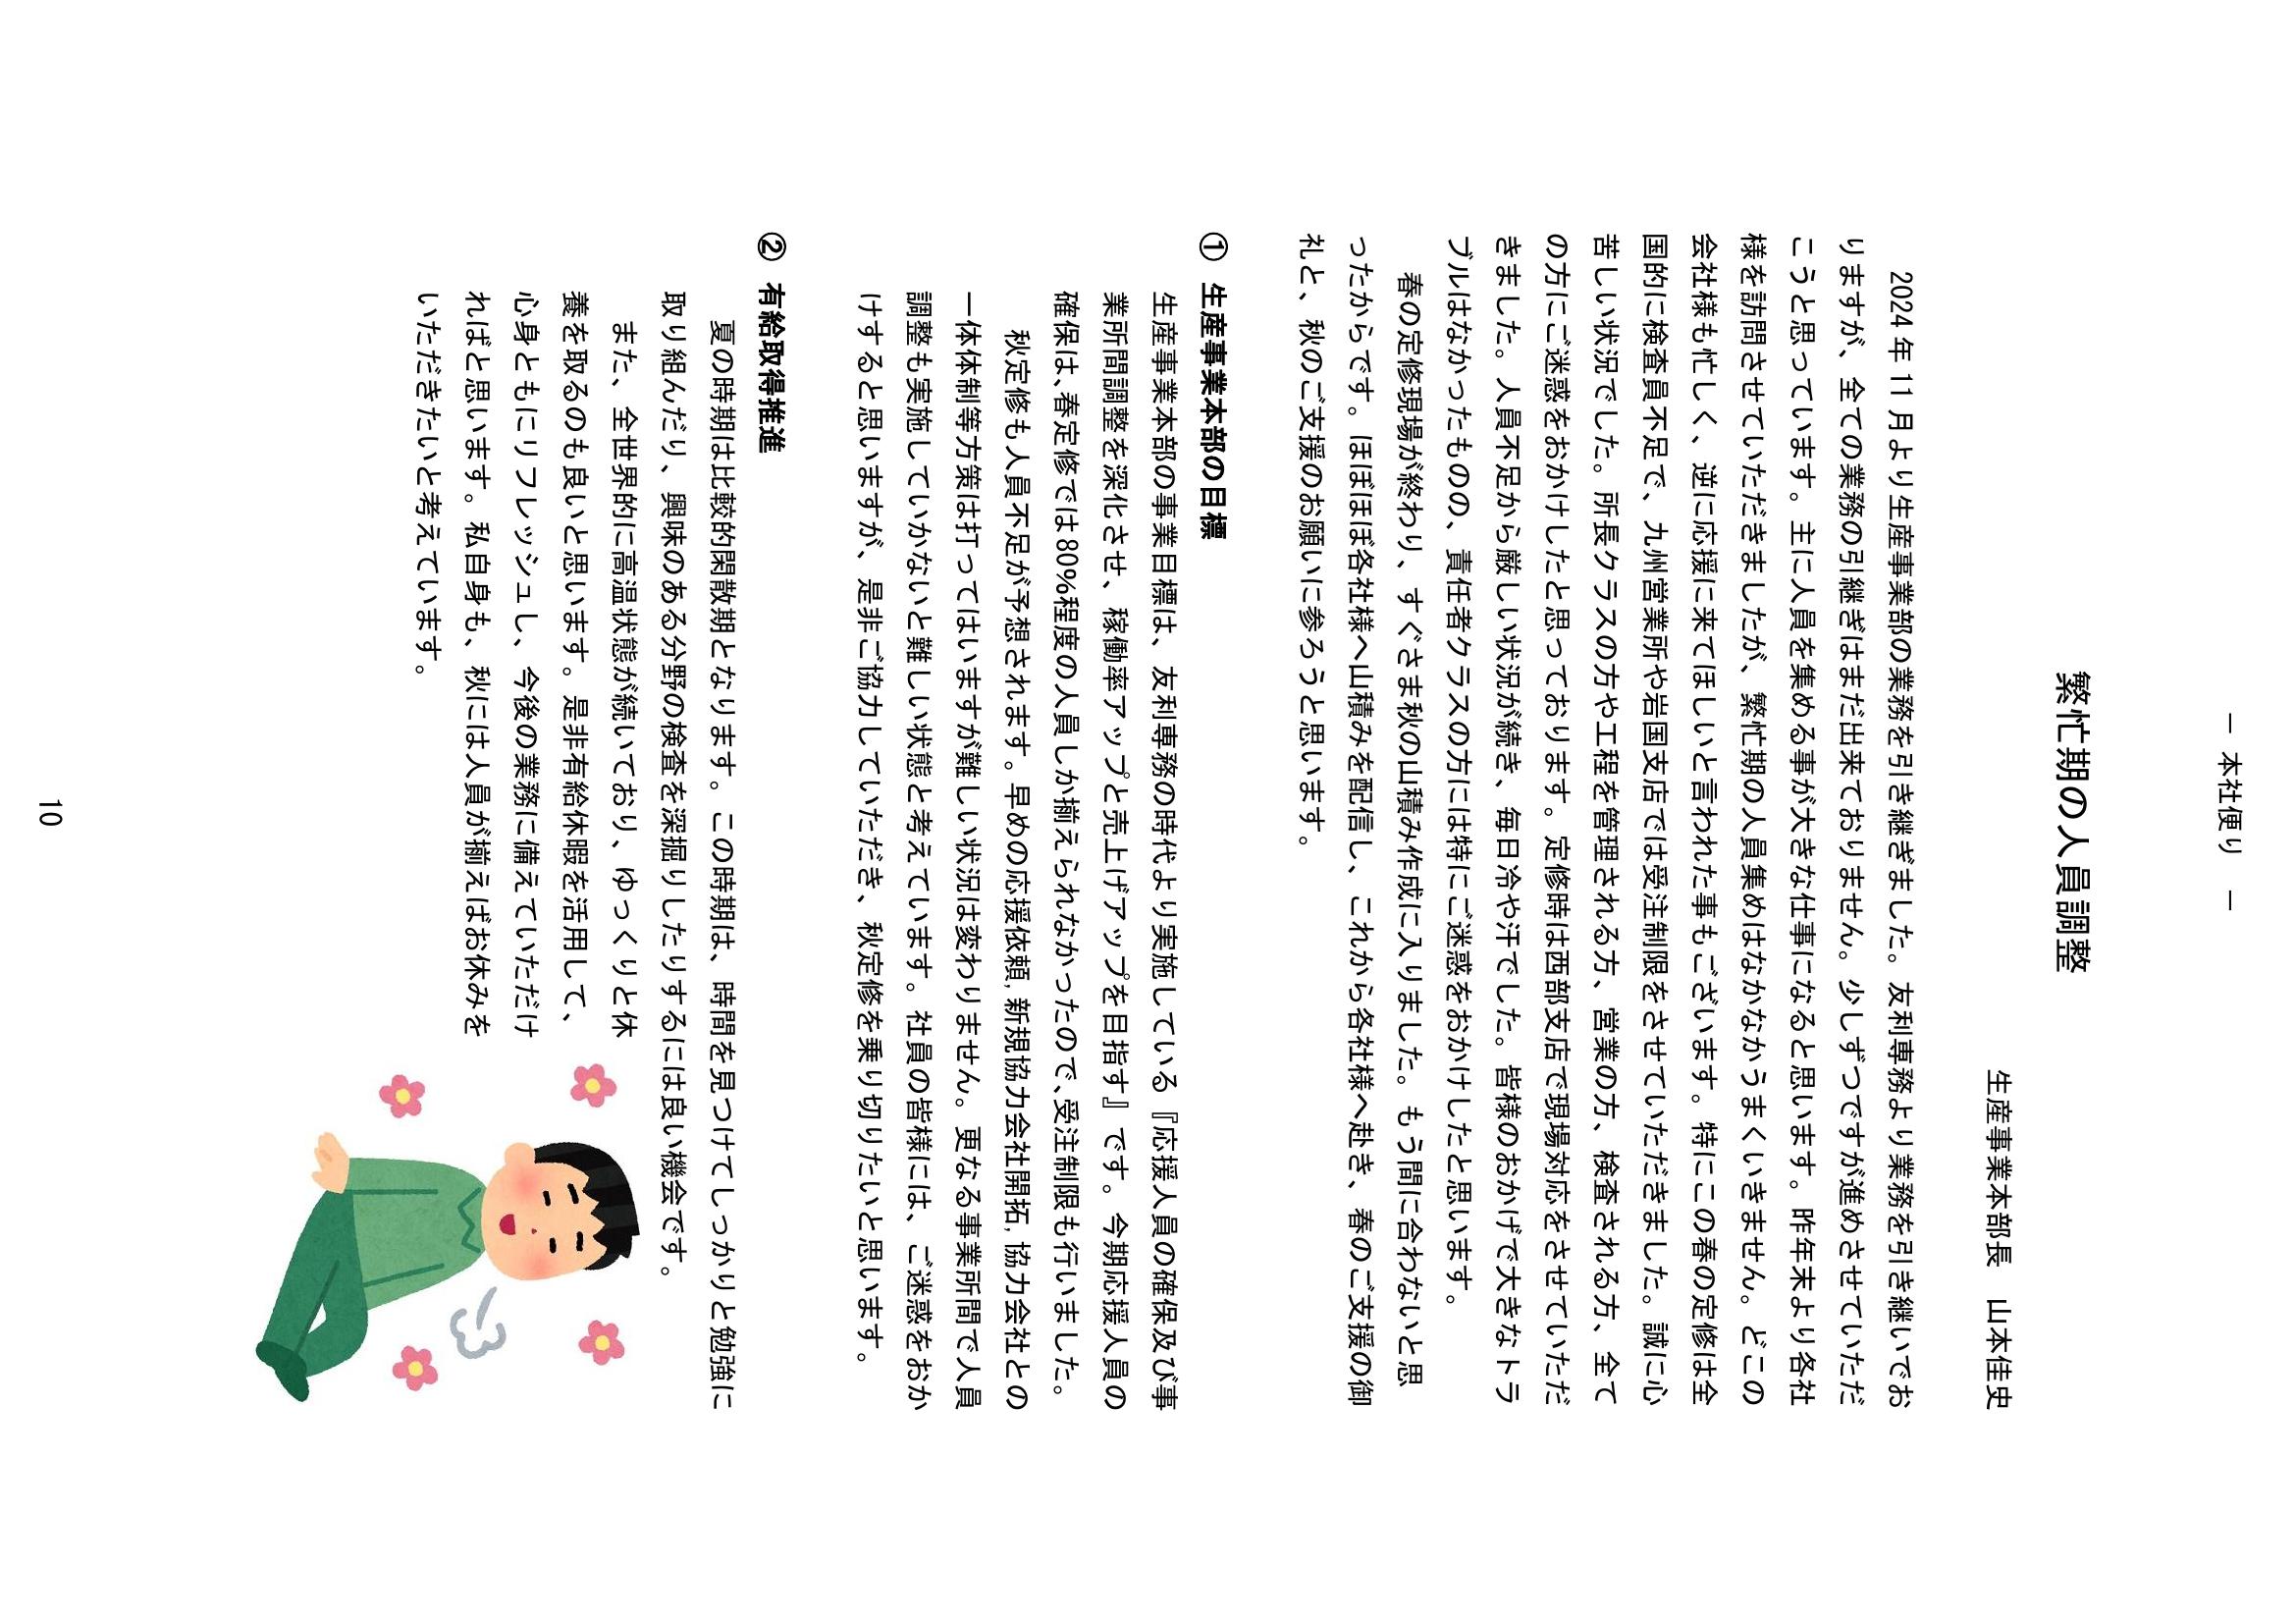 ― 本社便り ―
繁忙期の人員調整
生産事業本部長　山本佳史
2024 年 11 月より生産事業部の業務を引き継ぎました。友利専務より業務を引き継いでお
りますが、全ての業務の引継ぎはまだ出来ておりません。少しずつですが進めさせていただ
こうと思っています。主に人員を集める事が大きな仕事になると思います。昨年末より各社
様を訪問させていただきましたが、繁忙期の人員集めはなかなかうまくいきません。どこの
会社様も忙しく、逆に応援に来てほしいと言われた事もございます。特にこの春の定修は全
国的に検査員不足で、九州営業所や岩国支店では受注制限をさせていただきました。誠に心
苦しい状況でした。所長クラスの方や工程を管理される方、営業の方、検査される方、全て
の方にご迷惑をおかけしたと思っております。定修時は西部支店で現場対応をさせていただ
きました。人員不足から厳しい状況が続き、毎日冷や汗でした。皆様のおかげで大きなトラ
ブルはなかったものの、責任者クラスの方には特にご迷惑をおかけしたと思います。
春の定修現場が終わり、すぐさま秋の山積み作成に入りました。もう間に合わないと思
ったからです。ほぼほぼ各社様へ山積みを配信し、これから各社様へ赴き、春のご支援の御
礼と、秋のご支援のお願いに参ろうと思います。
① 生産事業本部の目標
生産事業本部の事業目標は、友利専務の時代より実施している『応援人員の確保及び事
業所間調整を深化させ、稼働率アップと売上げアップを目指す』です。今期応援人員の
確保は、春定修では 80%程度の人員しか揃えられなかったので、受注制限も行いました。
秋定修も人員不足が予想されます。早めの応援依頼, 新規協力会社開拓, 協力会社との
一体体制等方策は打ってはいますが難しい状況は変わりません。更なる事業所間で人員
調整も実施していかないと難しい状態と考えています。社員の皆様には、ご迷惑をおか
けすると思いますが、是非ご協力していただき、秋定修を乗り切りたいと思います。
② 有給取得推進
夏の時期は比較的閑散期となります。この時期は、時間を見つけてしっかりと勉強に
取り組んだり、興味のある分野の検査を深掘りしたりするには良い機会です。
また、全世界的に高温状態が続いており、ゆっくりと休
養を取るのも良いと思います。是非有給休暇を活用して、
心身ともにリフレッシュし、今後の業務に備えていただけ
ればと思います。私自身も、秋には人員が揃えばお休みを
いただきたいと考えています。
10